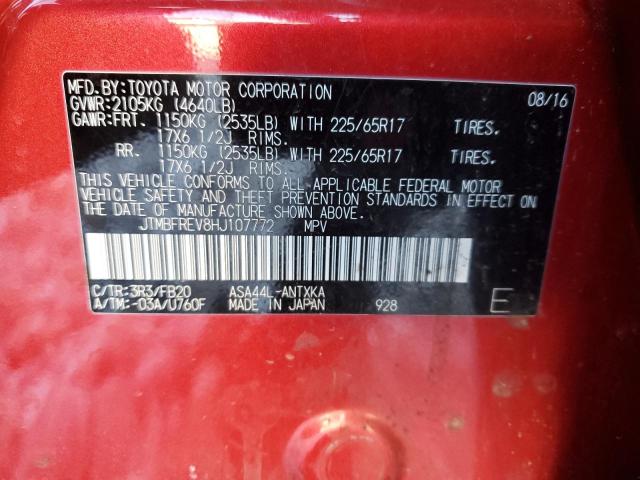 MFD.BY:TOYOTA MOTOR CORPORATION 08/16
GVWR:2105KG (4640LB)
GAWR:FRT. 1150KG (2535LB) WITH 225/65R17 TIRES.
17X6 1/2J RIMS.
RR. 1150KG (2535LB) WITH 225/65R17 TIRES.
17X6 1/2J RIMS.
THIS VEHICLE CONFORMS TO ALL APPLICABLE FEDERAL MOTOR
VEHICLE SAFETY AND THEFT PREVENTION STANDARDS IN EFFECT ON
THE DATE OF MANUFACTURE SHOWN ABOVE.
JTMBFREV8HJ107772 MPV
C/TR:3R3/FB20 ASA44L-ANTXKA
A/TM:-03A/U760F MADE IN JAPAN 928 E